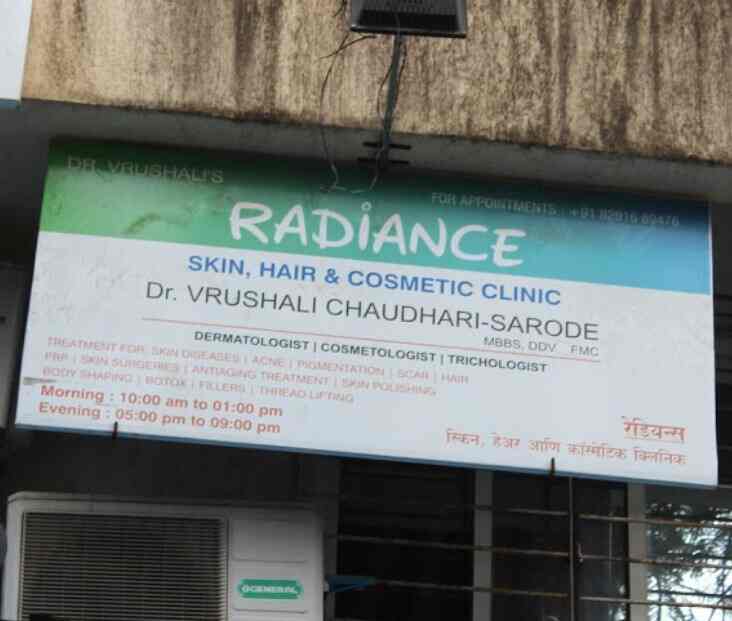 DR. VRUSHALI'S
FOR APPOINTMENTS : +91 82916 69476
RADiANCE
SKIN, HAIR & COSMETIC CLINIC
Dr. VRUSHALI CHAUDHARI-SARODE
MBBS, DDV FMC
DERMATOLOGIST | COSMETOLOGIST | TRICHOLOGIST
TREATMENT FOR: SKIN DISEASES | ACNE | PIGMENTATION | SCAR | HAIR
PRP | SKIN SURGERIES | ANTIAGING TREATMENT | SKIN POLISHING
BODY SHAPING | BOTOX | FILLERS | THREAD LIFTING
Morning : 10:00 am to 01:00 pm
Evening : 05:00 pm to 09:00 pm
रेडियन्स
स्किन, हेअर आणि कॉस्मेटिक क्लिनिक
OGENERAL